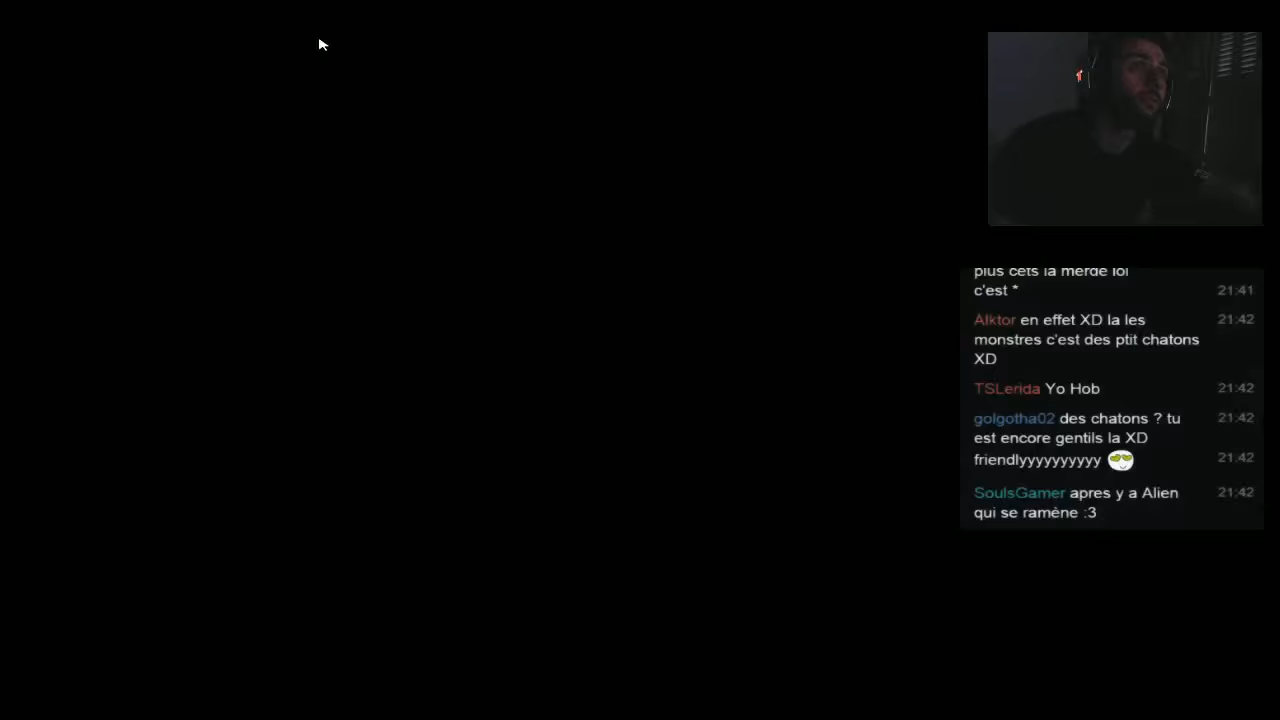 plus cets la merde lol
c'est * 21:41
Alktor en effet XD la les 21:42
monstres c'est des ptit chatons
XD
TSLerida Yo Hob 21:42
golgotha02 des chatons ? tu 21:42
est encore gentils la XD
friendlyyyyyyyyyy 21:42
SoulsGamer apres y a Alien 21:42
qui se ramène :3